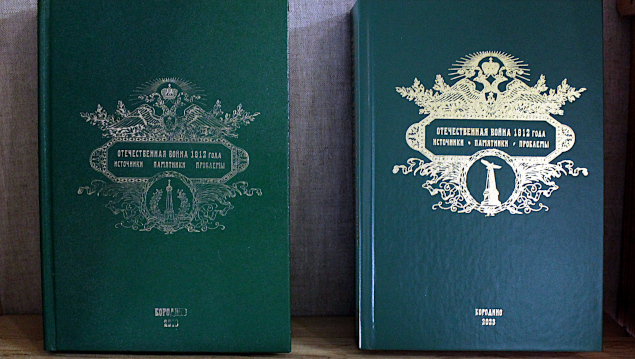 ОТЕЧЕСТВЕННАЯ ВОЙНА 1812 ГОДА
ИСТОЧНИКИ ПАМЯТНИКИ ПРОБЛЕМЫ
БОРОДИНО
ОТЕЧЕСТВЕННАЯ ВОЙНА 1812 ГОДА
ИСТОЧНИКИ • ПАМЯТНИКИ • ПРОБЛЕМЫ
БОРОДИНО
2023